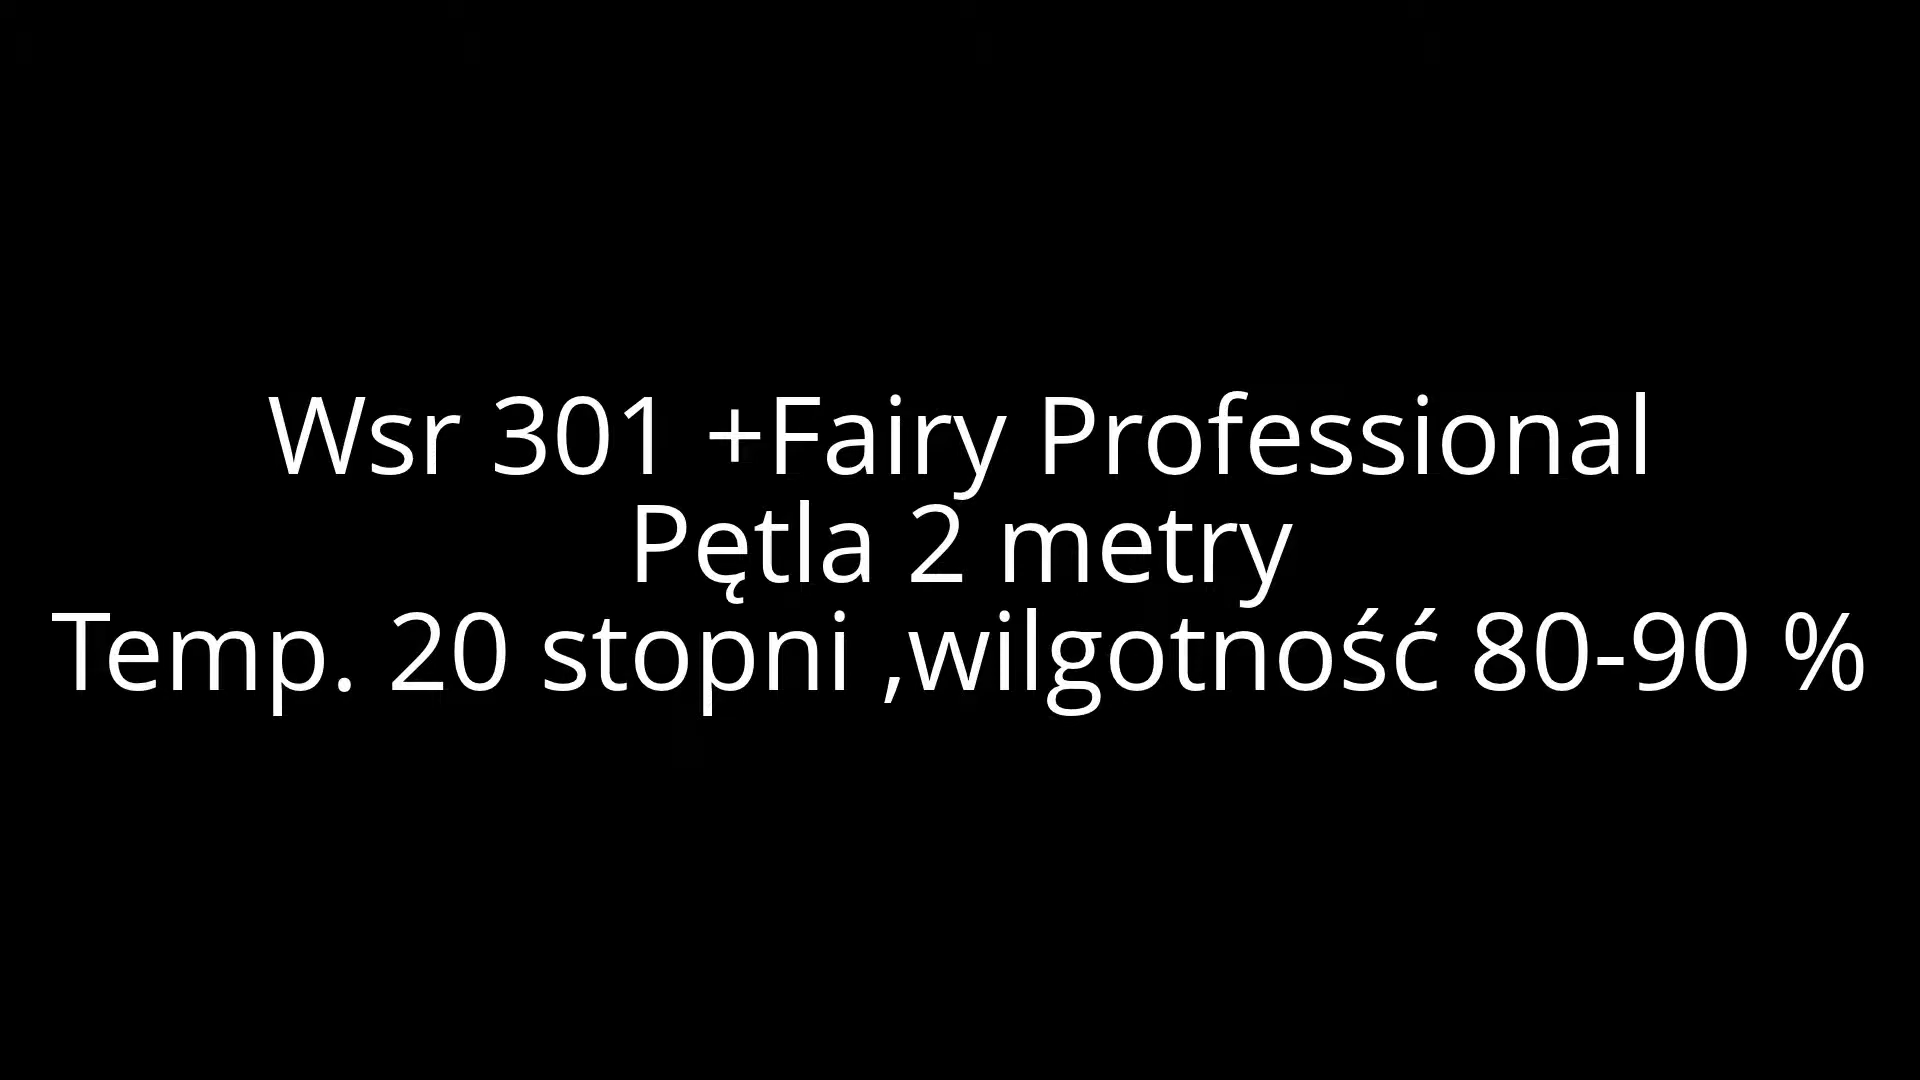 Wsr 301 +Fairy Professional
Pętla 2 metry
Temp. 20 stopni ,wilgotność 80-90 %